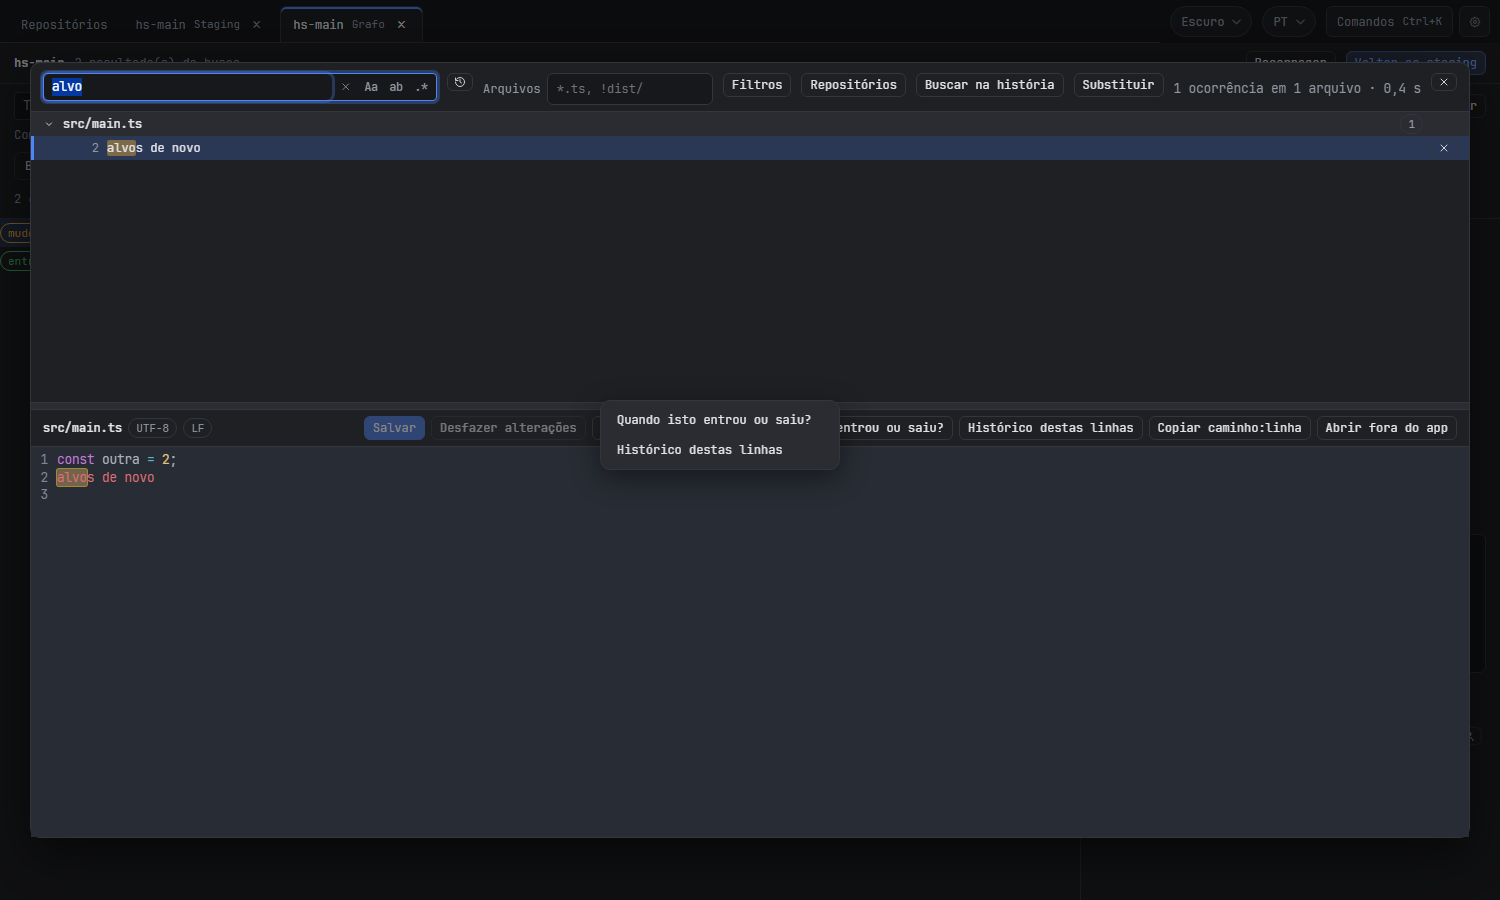 Repositórios hs-main Staging × hs-main Grafo × Escuro PT Comandos Ctrl+K
alvo × Aa ab .* Arquivos *.ts, !dist/ Filtros Repositórios Buscar na história Substituir 1 ocorrência em 1 arquivo · 0,4 s ×
src/main.ts 1
2 alvos de novo ×
src/main.ts UTF-8 LF Salvar Desfazer alterações entrou ou saiu? Histórico destas linhas Copiar caminho:linha Abrir fora do app
Quando isto entrou ou saiu?
Histórico destas linhas
1 const outra = 2;
2 alvos de novo
3